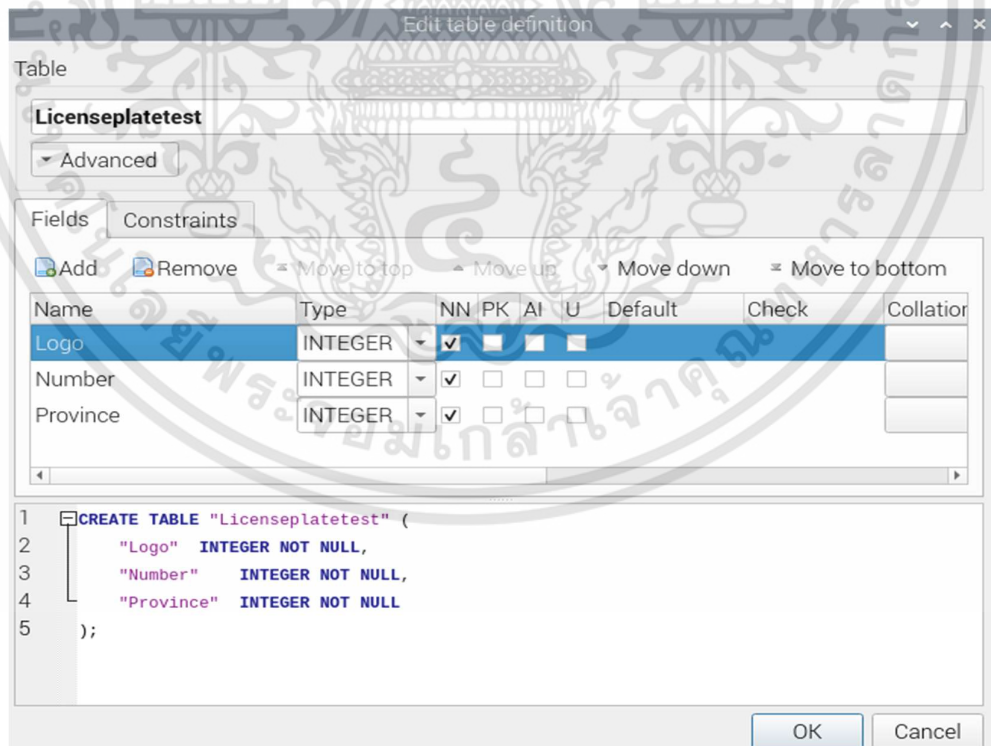 Edit table definition
Table
Licenseplatetest
Advanced
Fields Constraints
Add Remove Move to top Move up Move down Move to bottom
Name Type NN PK AI U Default Check Collation
Logo INTEGER
Number INTEGER
Province INTEGER
1 CREATE TABLE "Licenseplatetest" (
2 "Logo" INTEGER NOT NULL,
3 "Number" INTEGER NOT NULL,
4 "Province" INTEGER NOT NULL
5 );
OK Cancel